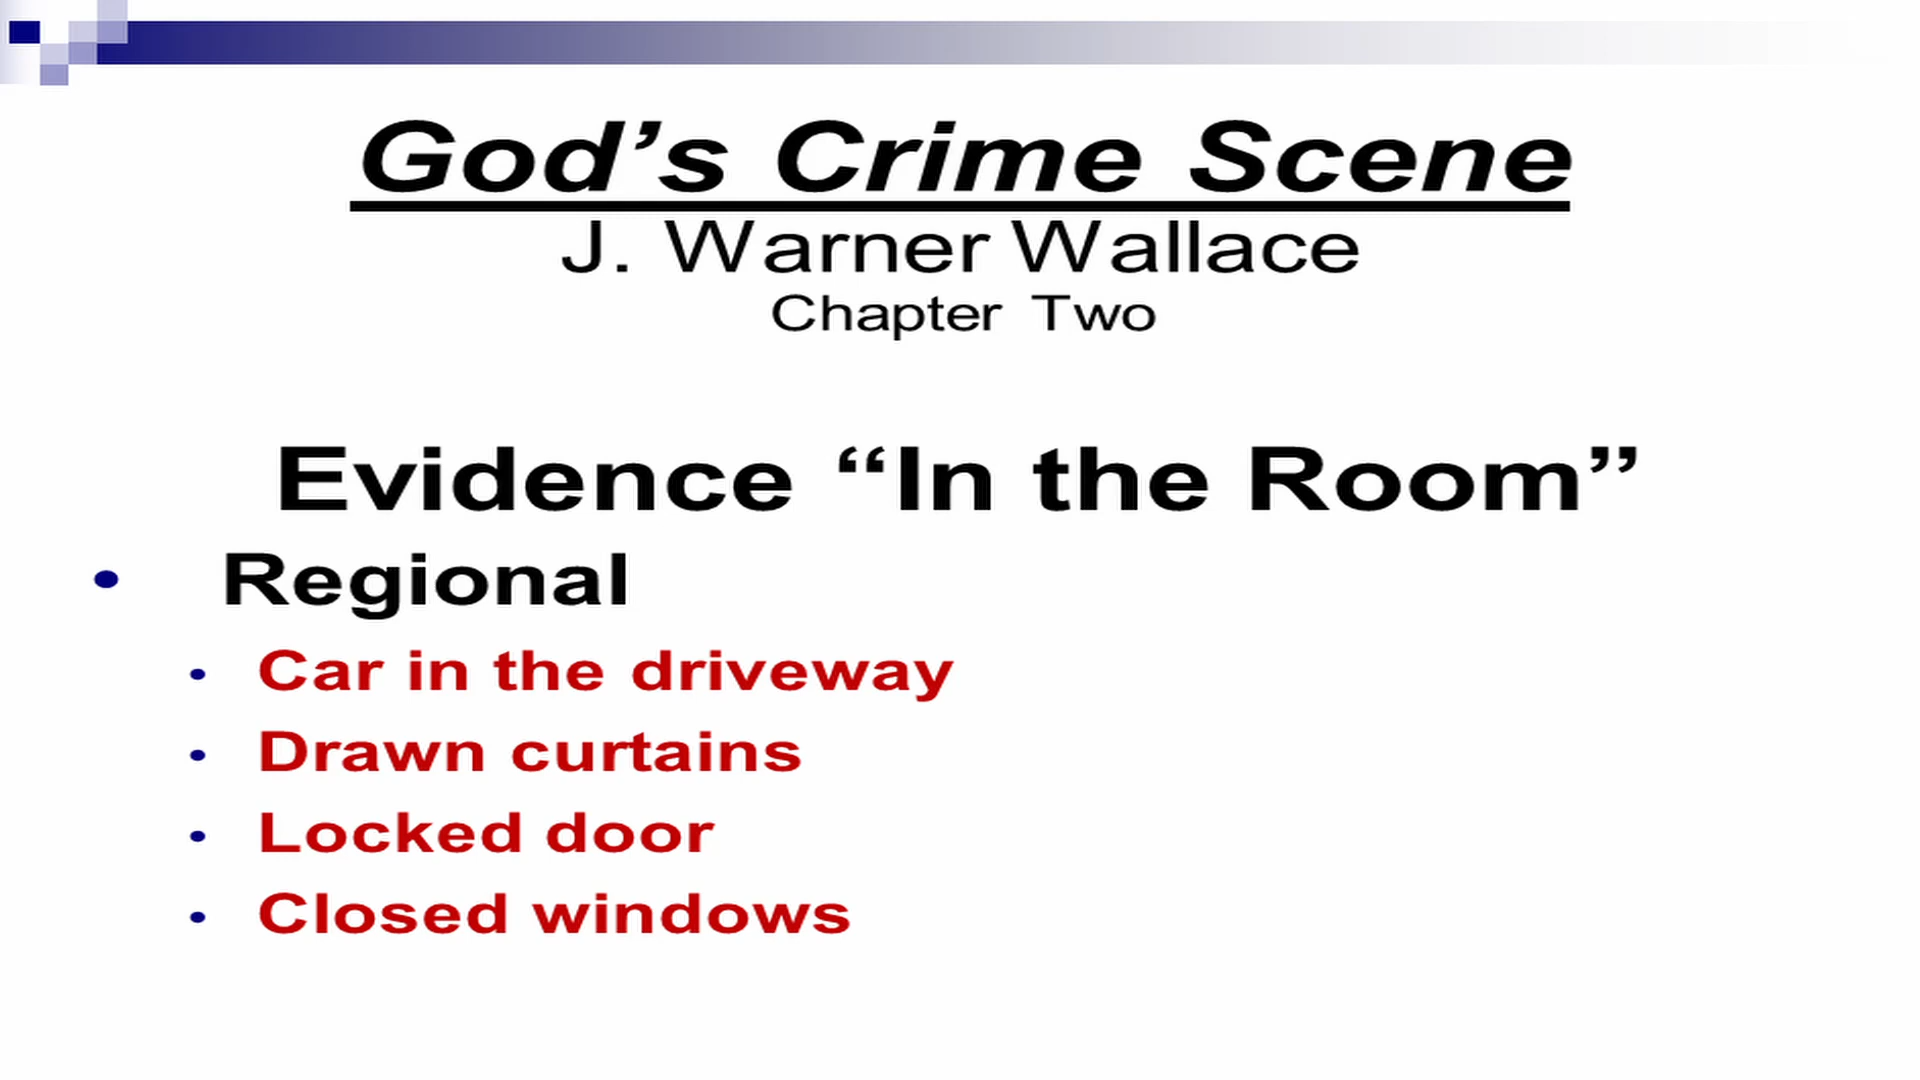 God’s Crime Scene
J. Warner Wallace
Chapter Two
Evidence “In the Room”
• Regional
• Car in the driveway
• Drawn curtains
• Locked door
• Closed windows